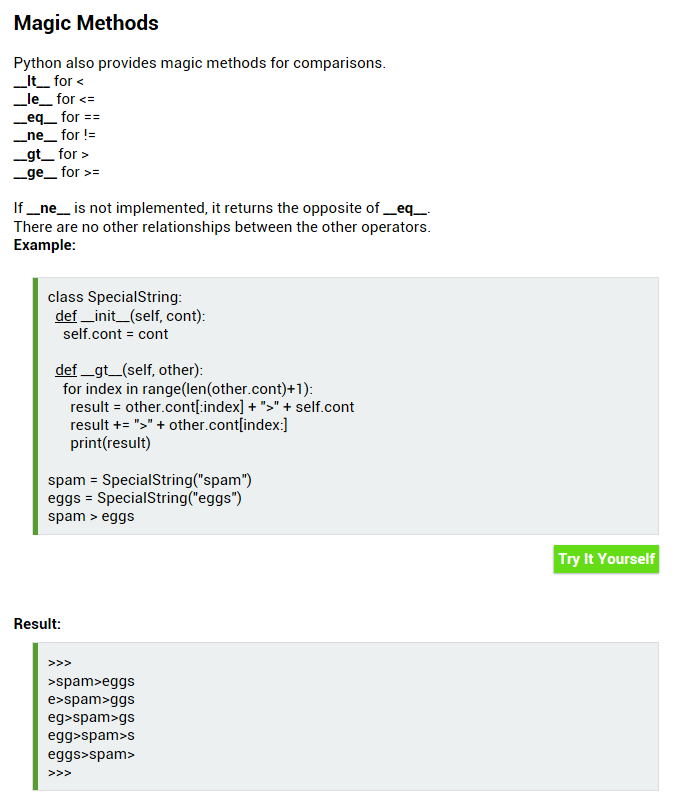 Magic Methods
Python also provides magic methods for comparisons.
__lt__ for <
__le__ for <=
__eq__ for ==
__ne__ for !=
__gt__ for >
__ge__ for >=
If __ne__ is not implemented, it returns the opposite of __eq__.
There are no other relationships between the other operators.
Example:
class SpecialString:
  def __init__(self, cont):
    self.cont = cont
  def __gt__(self, other):
    for index in range(len(other.cont)+1):
      result = other.cont[:index] + ">" + self.cont
      result += ">" + other.cont[index:]
      print(result)
spam = SpecialString("spam")
eggs = SpecialString("eggs")
spam > eggs
Try It Yourself
Result:
>>>
>spam>eggs
e>spam>ggs
eg>spam>gs
egg>spam>s
eggs>spam>
>>>